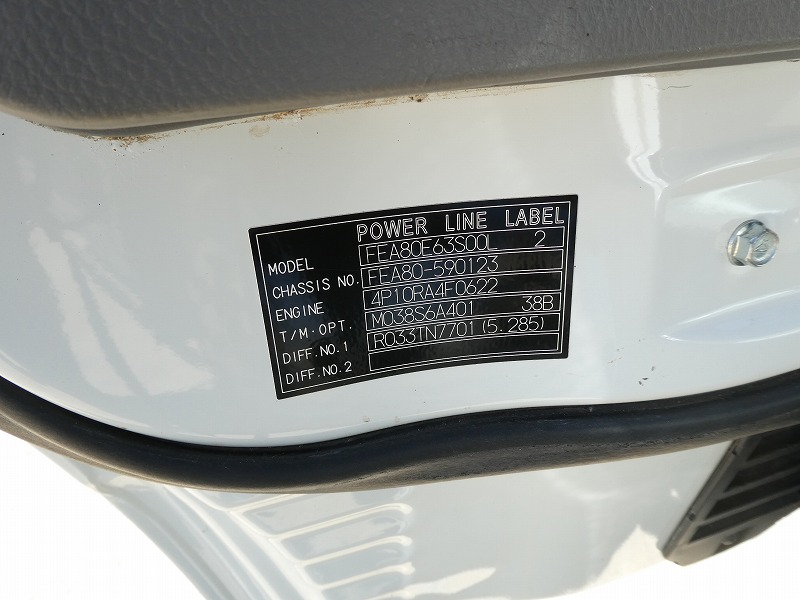 POWER LINE LABEL
MODEL FEA80E63S00L 2
CHASSIS NO. FEA80-590123
ENGINE 4P10RA4F0622
T/M・OPT. M038S6A401 38B
DIFF.NO.1 R033TN7701(5.285)
DIFF.NO.2